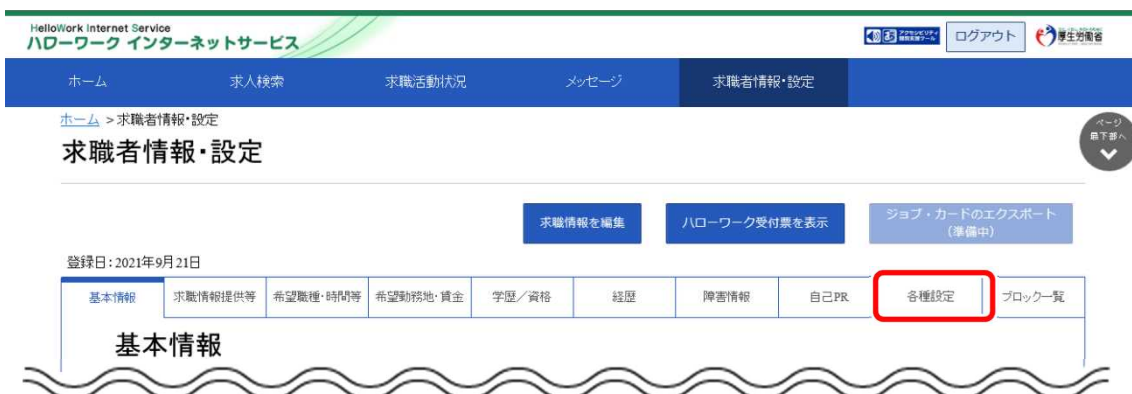 HelloWork Internet Service
ハローワーク インターネットサービス
ログアウト
厚生労働省
ホーム 求人検索 求職活動状況 メッセージ 求職者情報・設定
ホーム > 求職者情報・設定
ページ
最下部へ
求職者情報・設定
求職情報を編集 ハローワーク受付票を表示 ジョブ・カードのエクスポート
(準備中)
登録日:2021年9月21日
基本情報 求職情報提供等 希望職種・時間等 希望勤務地・賃金 学歴/資格 経歴 障害情報 自己PR 各種設定 ブロック一覧
基本情報